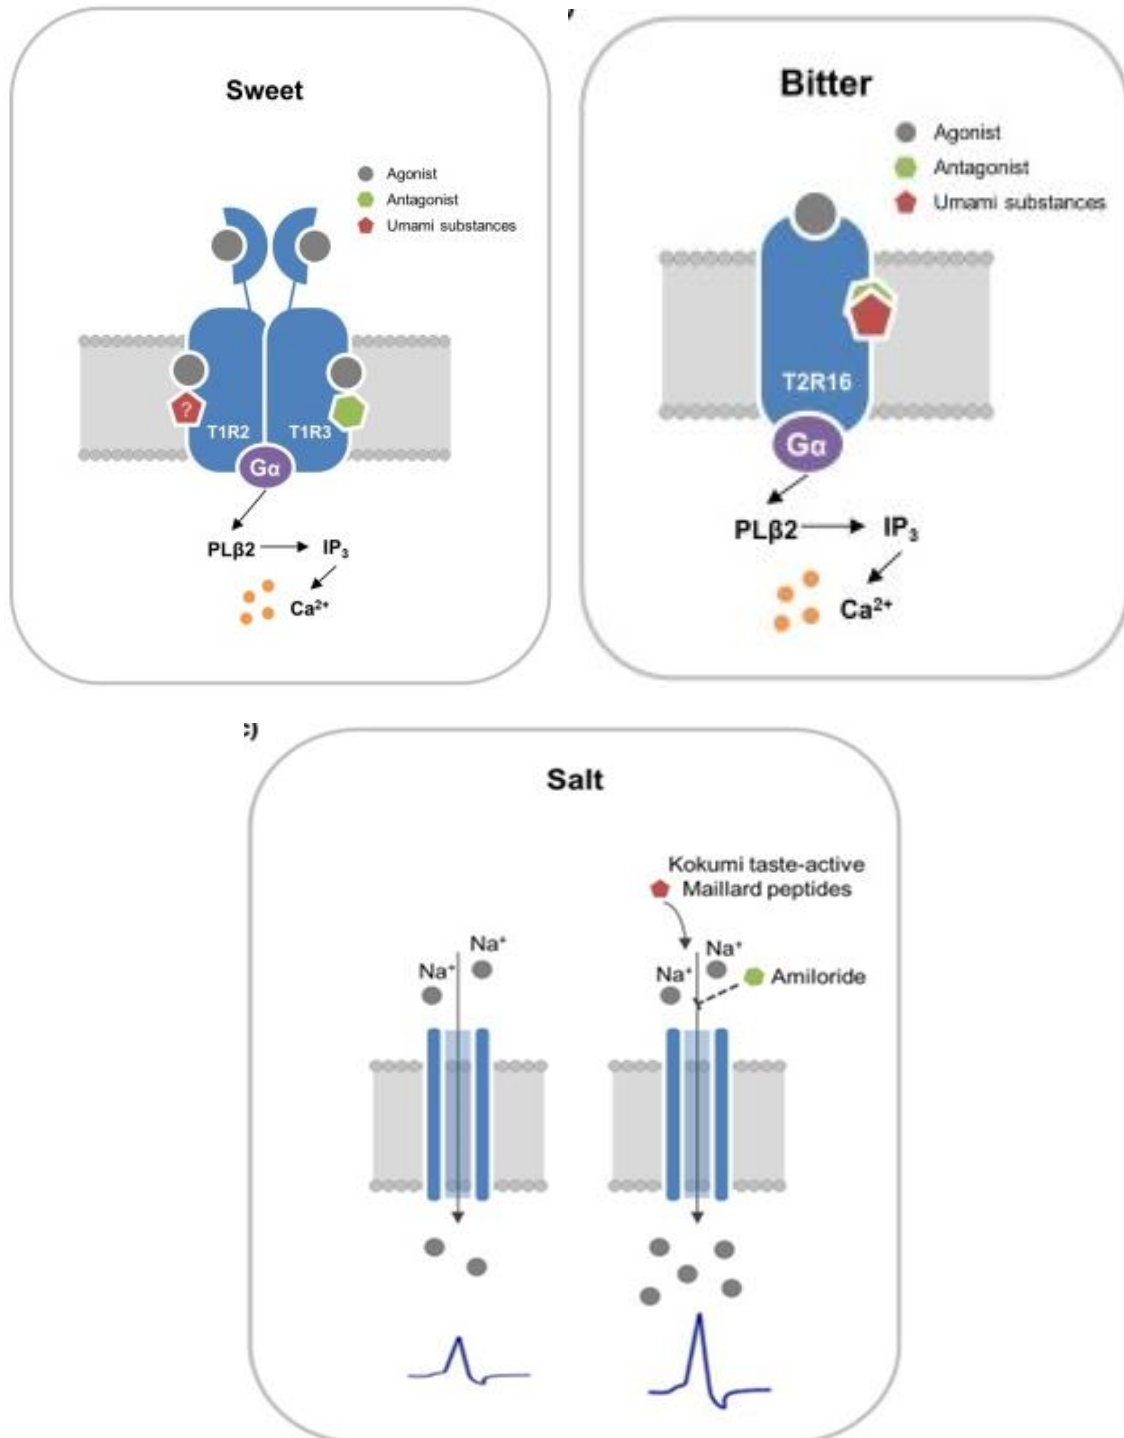 Sweet
Agonist
Antagonist
Umami substances
?
T1R2
T1R3
Gα
PLβ2
IP₃
Ca²⁺
Bitter
Agonist
Antagonist
Umami substances
T2R16
Gα
PLβ2
IP₃
Ca²⁺
Salt
Kokumi taste-active
Maillard peptides
Na⁺
Na⁺
Na⁺
Na⁺
Amiloride